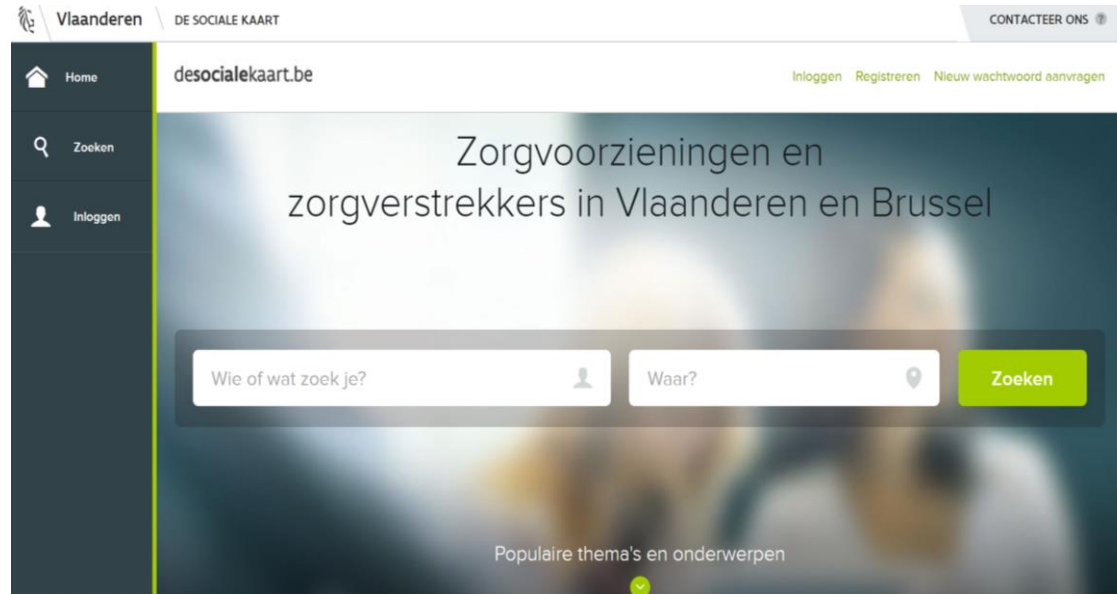 Vlaanderen
DE SOCIALE KAART
CONTACTEER ONS ?
Home
desocialekaart.be
Inloggen Registreren Nieuw wachtwoord aanvragen
Zoeken
Inloggen
Zorgvoorzieningen en
zorgverstrekkers in Vlaanderen en Brussel
Wie of wat zoek je?
Waar?
Zoeken
Populaire thema's en onderwerpen